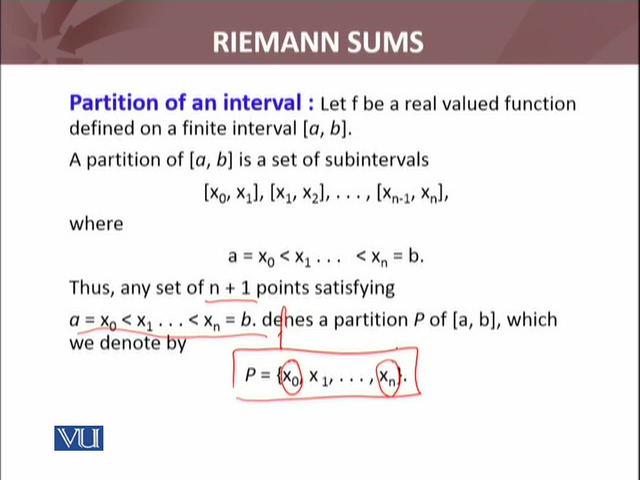 RIEMANN SUMS
Partition of an interval : Let f be a real valued function
defined on a finite interval [a, b].
A partition of [a, b] is a set of subintervals
[x₀, x₁], [x₁, x₂], . . . , [xₙ₋₁, xₙ],
where
a = x₀ < x₁ . . . < xₙ = b.
Thus, any set of n + 1 points satisfying
a = x₀ < x₁ . . . < xₙ = b. defines a partition P of [a, b], which
we denote by
P = {x₀, x₁, . . . , xₙ}.
VU